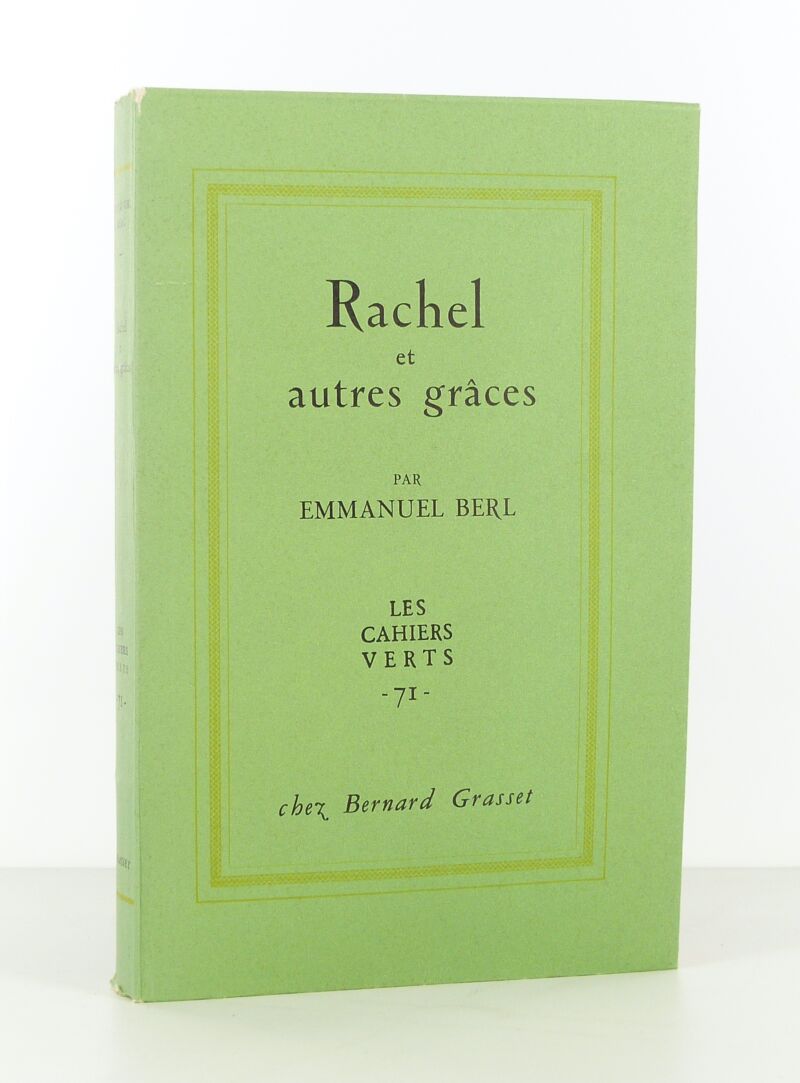 Rachel
et
autres grâces
PAR
EMMANUEL BERL
LES
CAHIERS
VERTS
- 71 -
chez Bernard Grasset